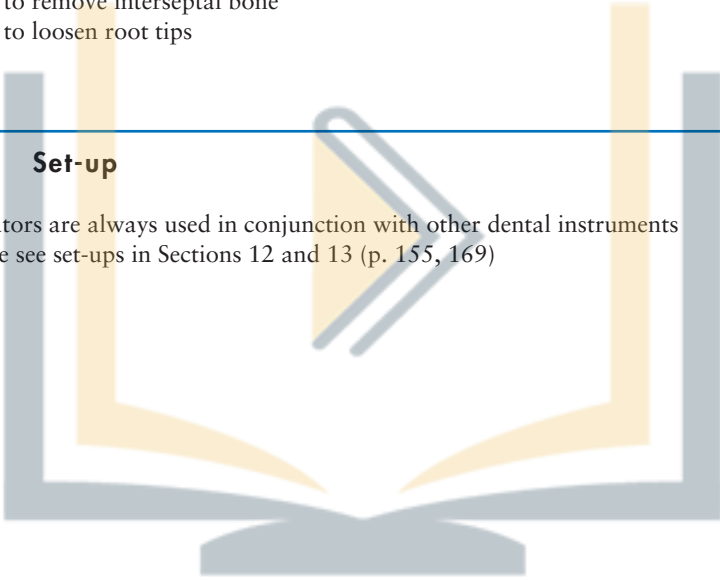 to remove interseptal bone
to loosen root tips
Set-up
tors are always used in conjunction with other dental instruments
e see set-ups in Sections 12 and 13 (p. 155, 169)